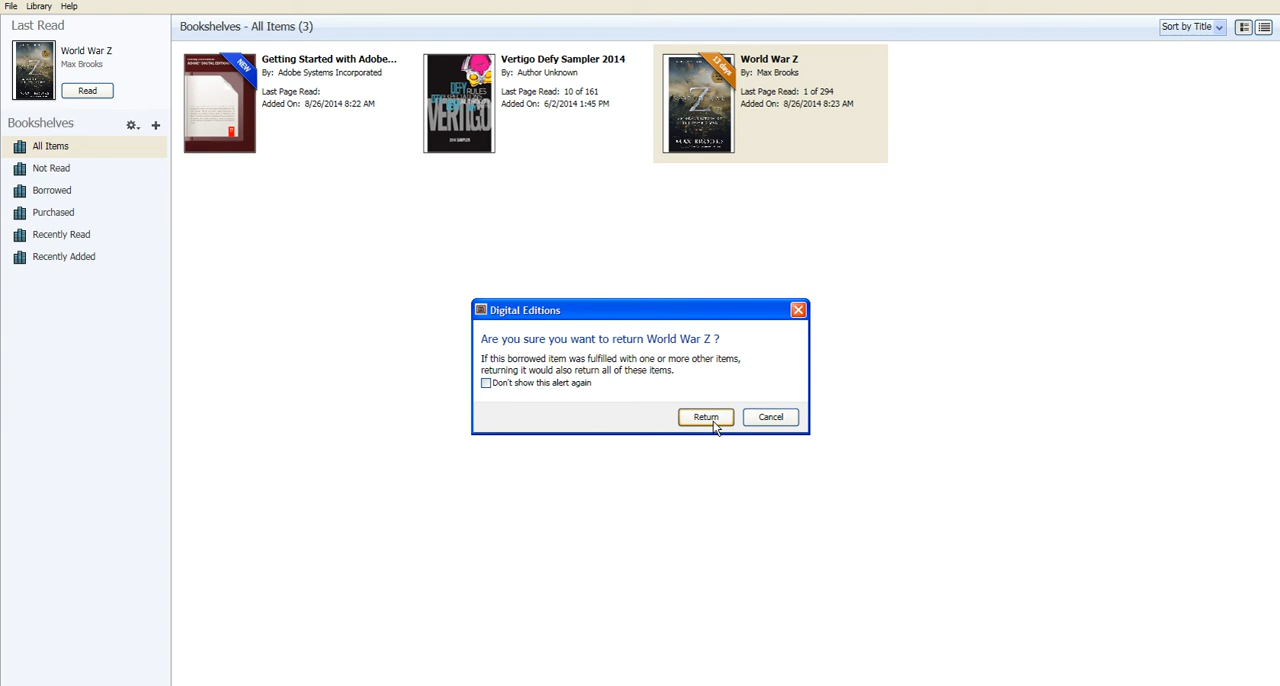 File Library Help
Last Read
World War Z
Max Brooks
Read
Bookshelves
All Items
Not Read
Borrowed
Purchased
Recently Read
Recently Added
Bookshelves - All Items (3)
Sort by Title
NEW
Getting Started with Adobe...
By: Adobe Systems Incorporated
Last Page Read:
Added On: 8/26/2014 8:22 AM
DEFY
RULES
VERTIGO
Vertigo Defy Sampler 2014
By: Author Unknown
Last Page Read: 10 of 161
Added On: 6/2/2014 1:45 PM
13 days
Z
MAX BROOKS
World War Z
By: Max Brooks
Last Page Read: 1 of 294
Added On: 8/26/2014 8:23 AM
Digital Editions
Are you sure you want to return World War Z ?
If this borrowed item was fulfilled with one or more other items,
returning it would also return all of these items.
Don't show this alert again
Return Cancel